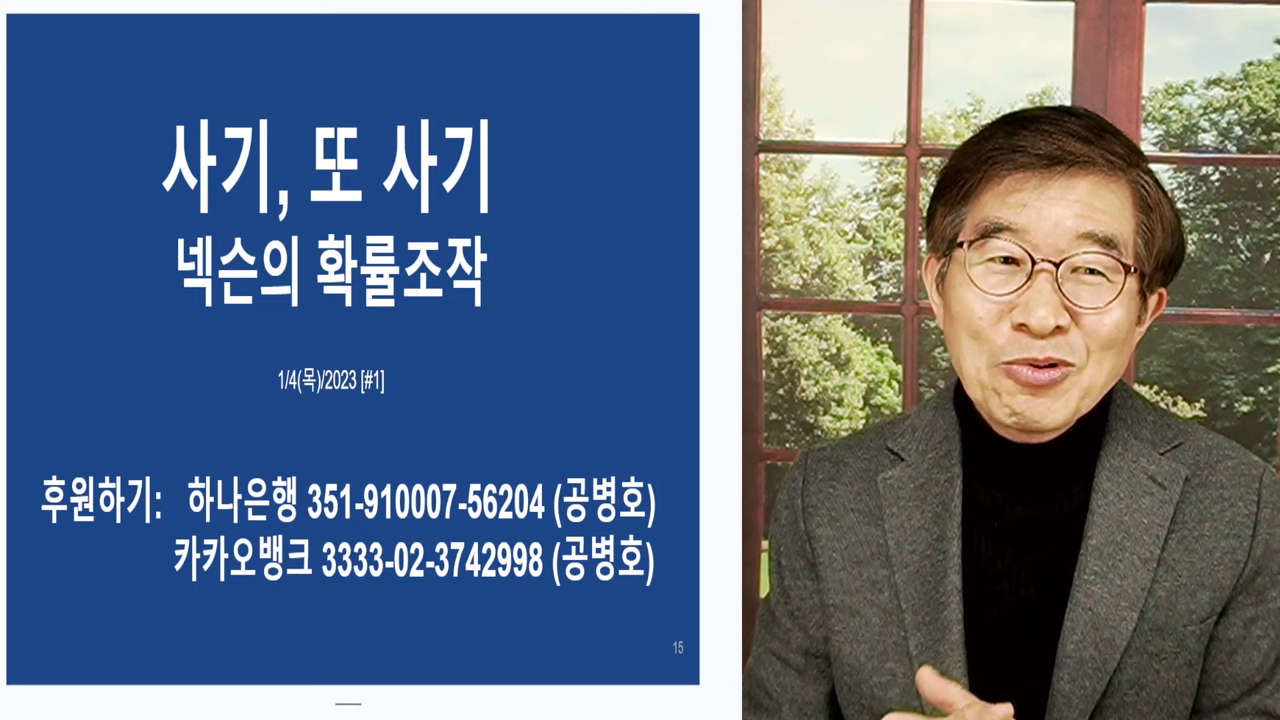 사기, 또 사기
넥슨의 확률조작
1/4(목)/2023 [#1]
후원하기: 하나은행 351-910007-56204 (공병호)
카카오뱅크 3333-02-3742998 (공병호)
15